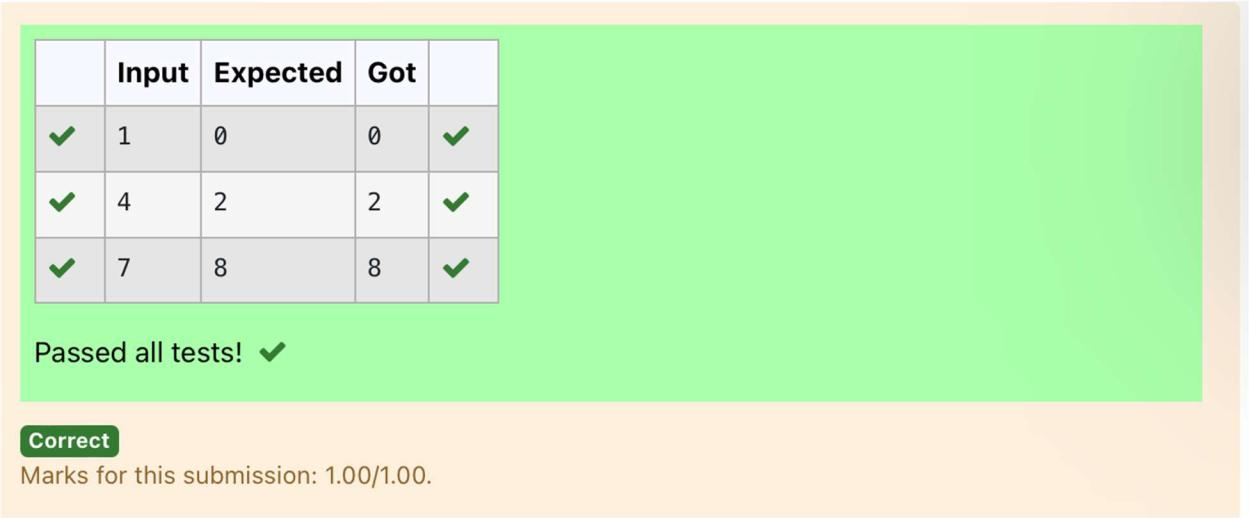 Input Expected Got
1 0 0
4 2 2
7 8 8
Passed all tests!
Correct
Marks for this submission: 1.00/1.00.